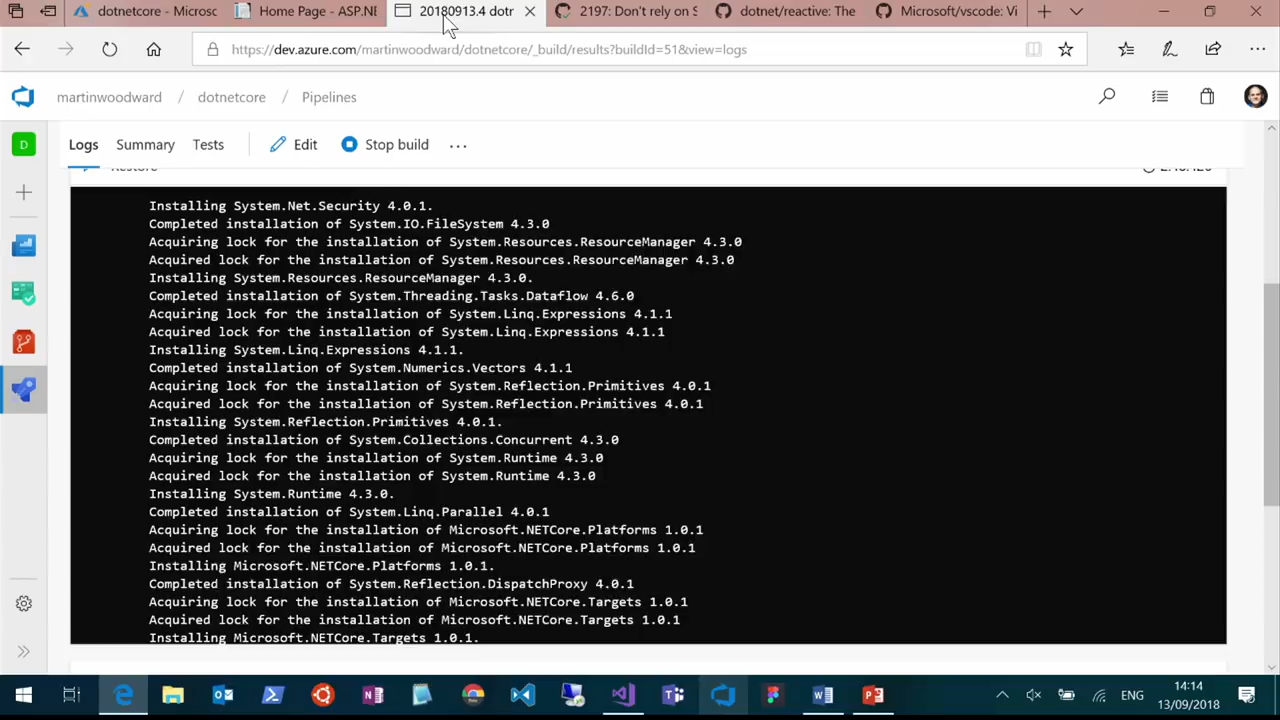 dotnetcore - Microsc
Home Page - ASP.NE
20180913.4 dotr
2197: Don't rely on S
dotnet/reactive: The
Microsoft/vscode: Vi
https://dev.azure.com/martinwoodward/dotnetcore/_build/results?buildId=51&view=logs
martinwoodward / dotnetcore / Pipelines
D
Logs
Summary
Tests
Edit
Stop build
Restore
Installing System.Net.Security 4.0.1.
Completed installation of System.IO.FileSystem 4.3.0
Acquiring lock for the installation of System.Resources.ResourceManager 4.3.0
Acquired lock for the installation of System.Resources.ResourceManager 4.3.0
Installing System.Resources.ResourceManager 4.3.0.
Completed installation of System.Threading.Tasks.Dataflow 4.6.0
Acquiring lock for the installation of System.Linq.Expressions 4.1.1
Acquired lock for the installation of System.Linq.Expressions 4.1.1
Installing System.Linq.Expressions 4.1.1.
Completed installation of System.Numerics.Vectors 4.1.1
Acquiring lock for the installation of System.Reflection.Primitives 4.0.1
Acquired lock for the installation of System.Reflection.Primitives 4.0.1
Installing System.Reflection.Primitives 4.0.1.
Completed installation of System.Collections.Concurrent 4.3.0
Acquiring lock for the installation of System.Runtime 4.3.0
Acquired lock for the installation of System.Runtime 4.3.0
Installing System.Runtime 4.3.0.
Completed installation of System.Linq.Parallel 4.0.1
Acquiring lock for the installation of Microsoft.NETCore.Platforms 1.0.1
Acquired lock for the installation of Microsoft.NETCore.Platforms 1.0.1
Installing Microsoft.NETCore.Platforms 1.0.1.
Completed installation of System.Reflection.DispatchProxy 4.0.1
Acquiring lock for the installation of Microsoft.NETCore.Targets 1.0.1
Acquired lock for the installation of Microsoft.NETCore.Targets 1.0.1
Installing Microsoft.NETCore.Targets 1.0.1.
ENG
14:14
13/09/2018